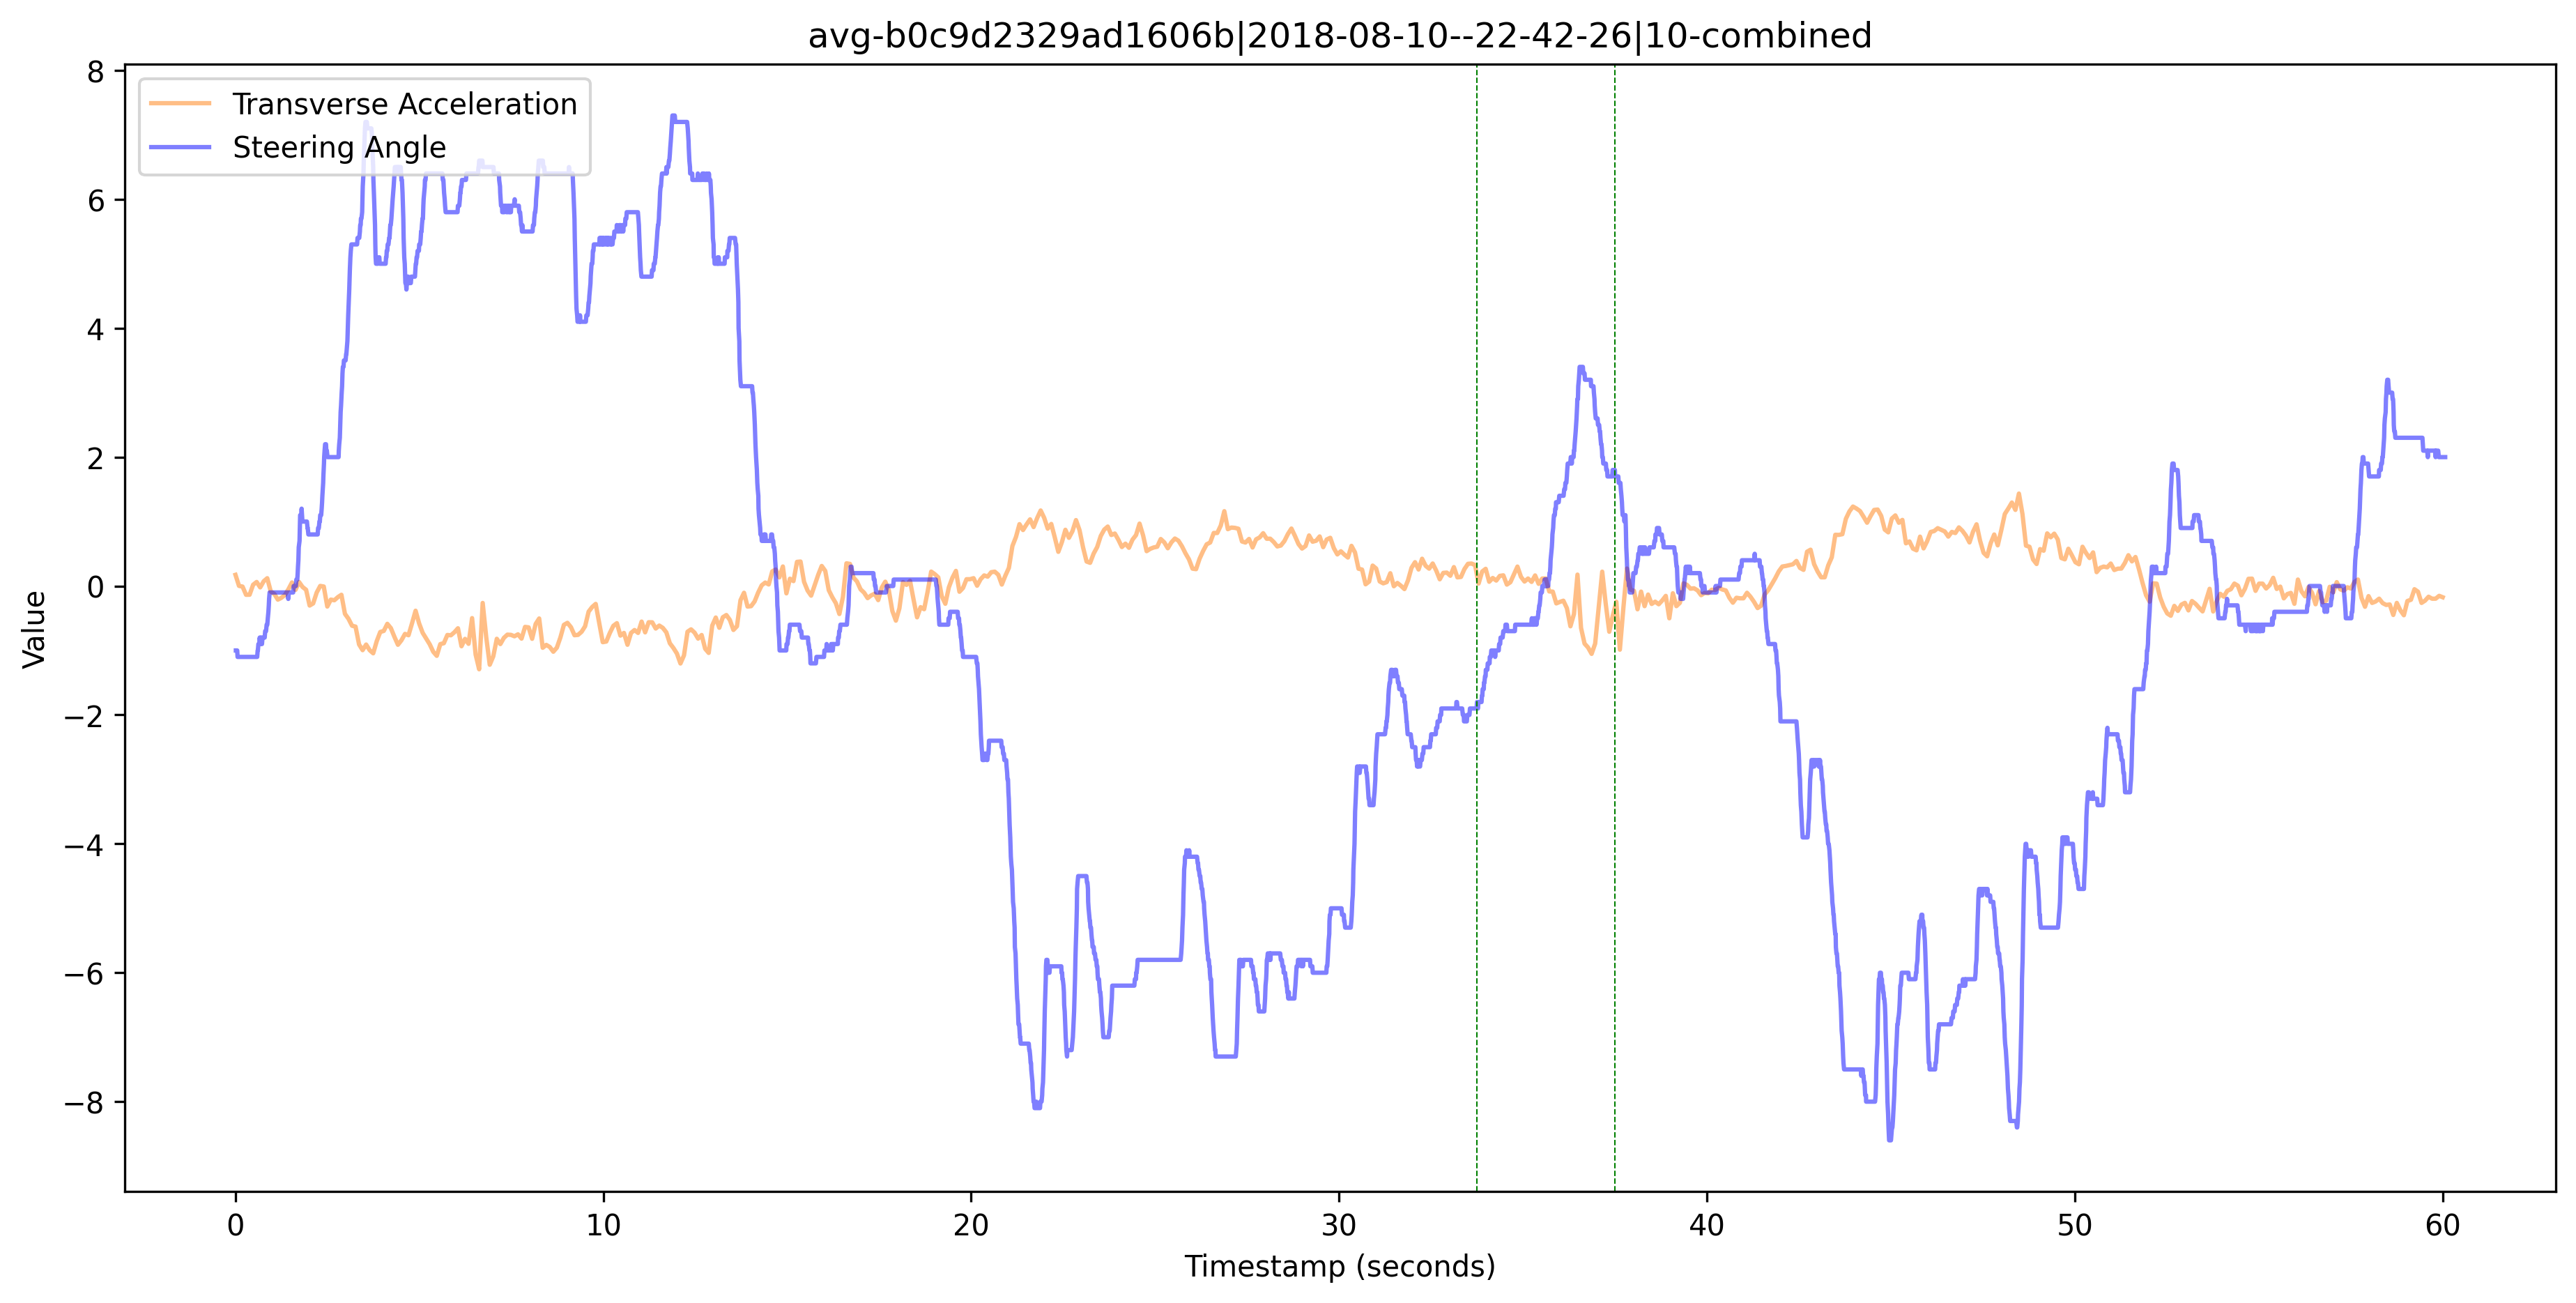 avg-b0c9d2329ad1606b|2018-08-10--22-42-26|10-combined
Transverse Acceleration
Steering Angle
8
6
4
2
0
−2
−4
−6
−8
Value
0 10 20 30 40 50 60
Timestamp (seconds)